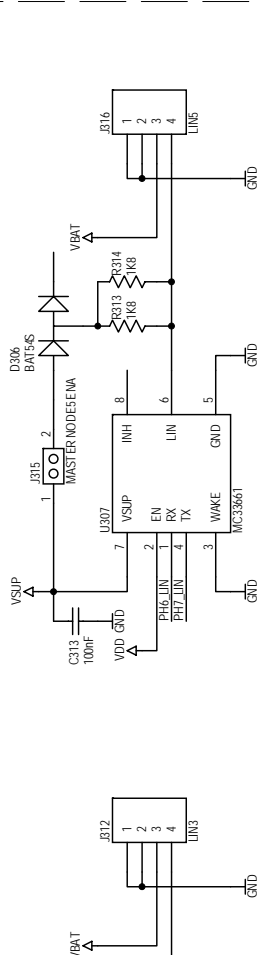 J316
1
2
3
4
LIN5
GND
VBAT
R314
1K8
R313
1K8
D306
BAT54S
J315
1
2
MASTER NODE5 ENA
VSUP
C313
100nF
GND
VDD
U307
7
VSUP
INH
8
2
EN
1
RX
4
TX
LIN
6
3
WAKE
GND
5
MC33661
PH6_LIN
PH7_LIN
GND
GND
J312
1
2
3
4
LIN3
GND
VBAT